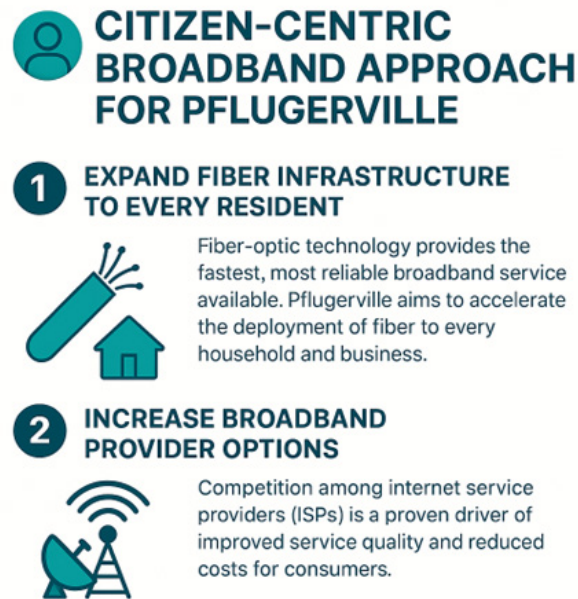 CITIZEN-CENTRIC
BROADBAND APPROACH
FOR PFLUGERVILLE
1
EXPAND FIBER INFRASTRUCTURE
TO EVERY RESIDENT
Fiber-optic technology provides the
fastest, most reliable broadband service
available. Pflugerville aims to accelerate
the deployment of fiber to every
household and business.
2
INCREASE BROADBAND
PROVIDER OPTIONS
Competition among internet service
providers (ISPs) is a proven driver of
improved service quality and reduced
costs for consumers.